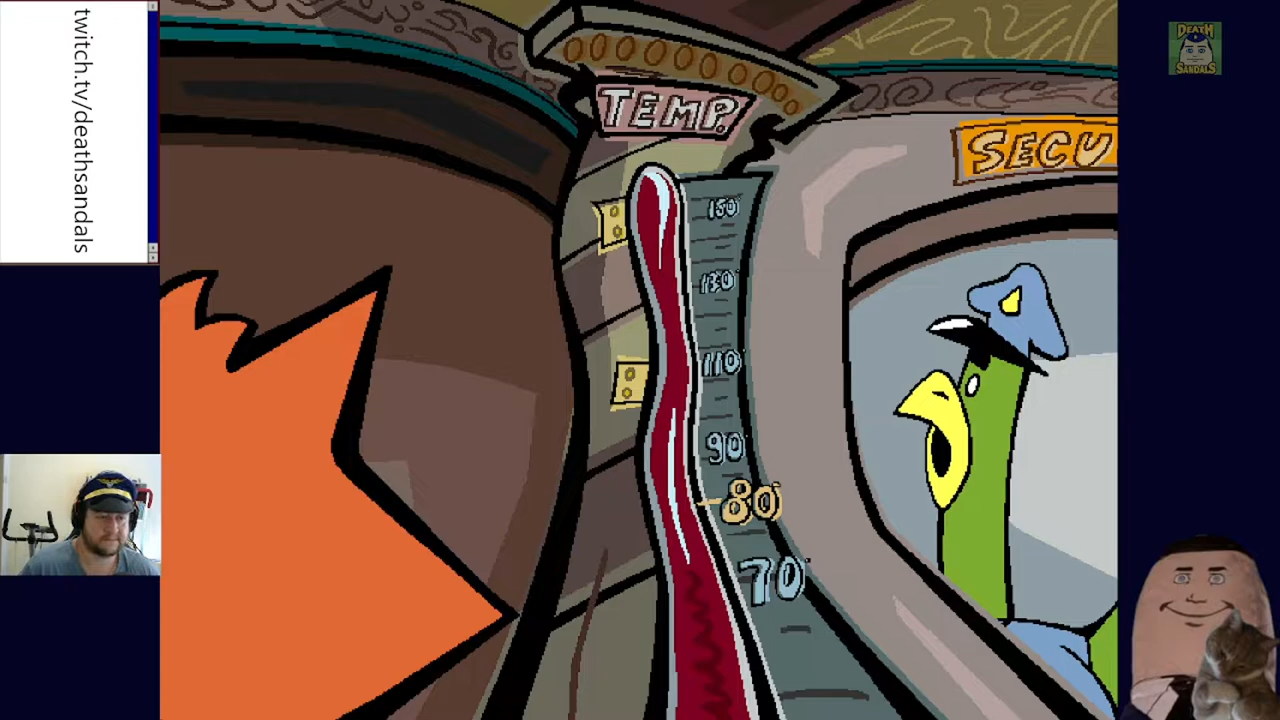 twitch.tv/deathsandals
DEATH
SANDALS
TEMP.
SECU
150°
130°
110°
90°
80°
70°